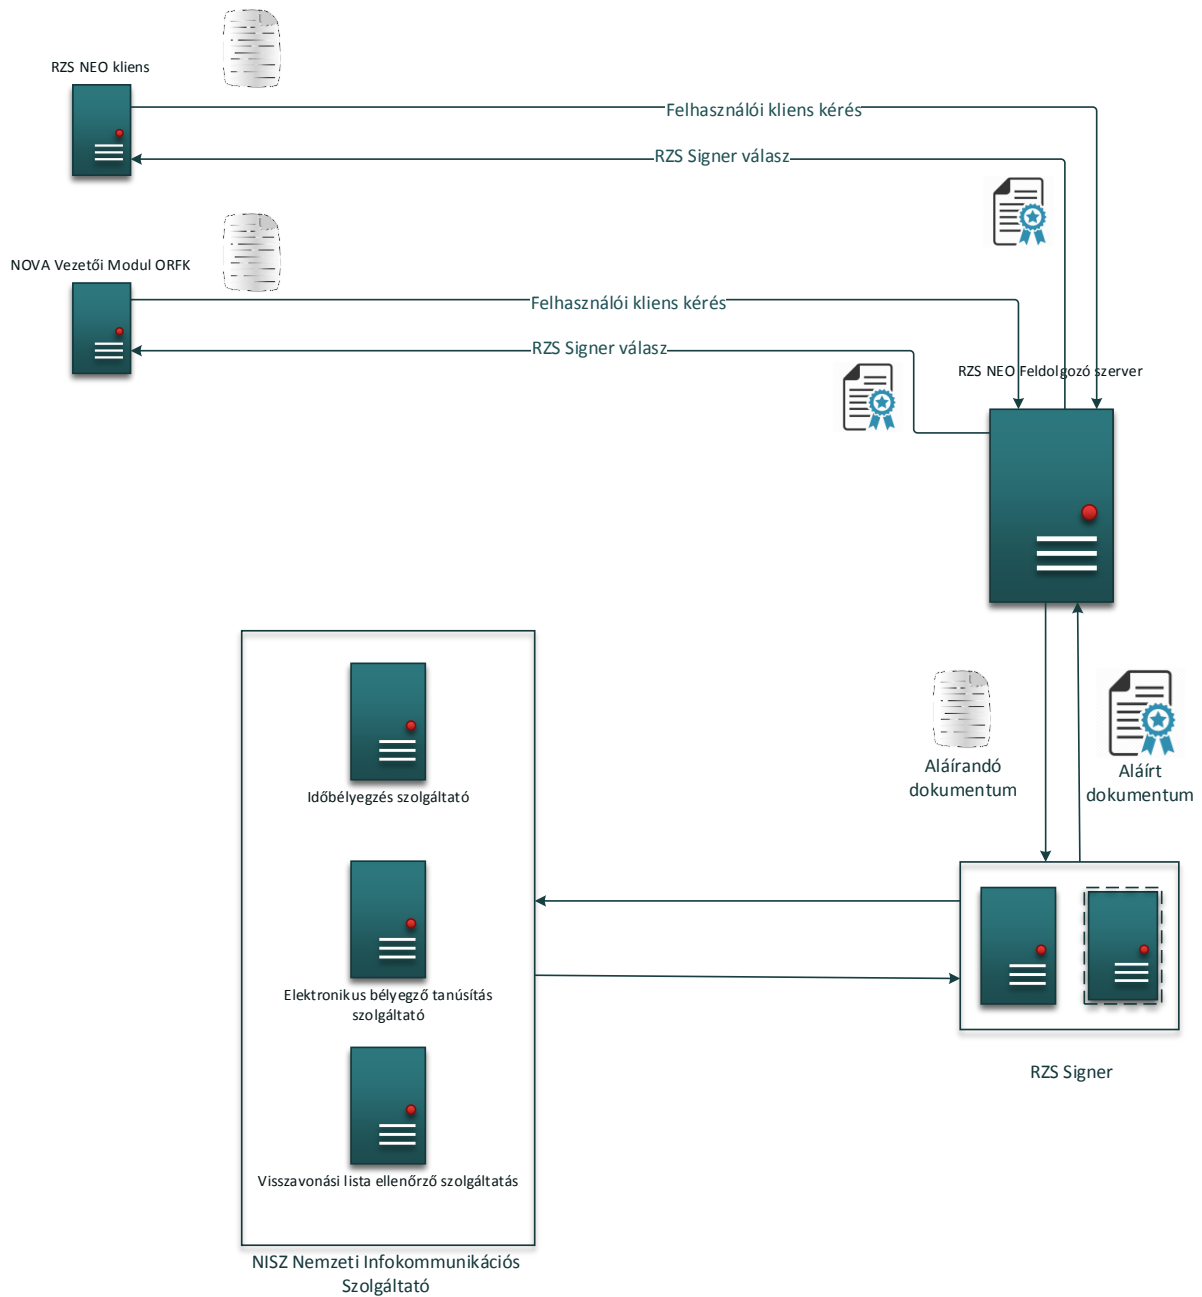 RZS NEO kliens
Felhasználói kliens kérés
RZS Signer válasz
NOVA Vezetői Modul ORFK
Felhasználói kliens kérés
RZS Signer válasz
RZS NEO Feldolgozó szerver
Aláírandó
dokumentum
Aláírt
dokumentum
Időbélyegzés szolgáltató
Elektronikus bélyegző tanúsítás
szolgáltató
RZS Signer
Visszavonási lista ellenőrző szolgáltatás
NISZ Nemzeti Infokommunikációs
Szolgáltató